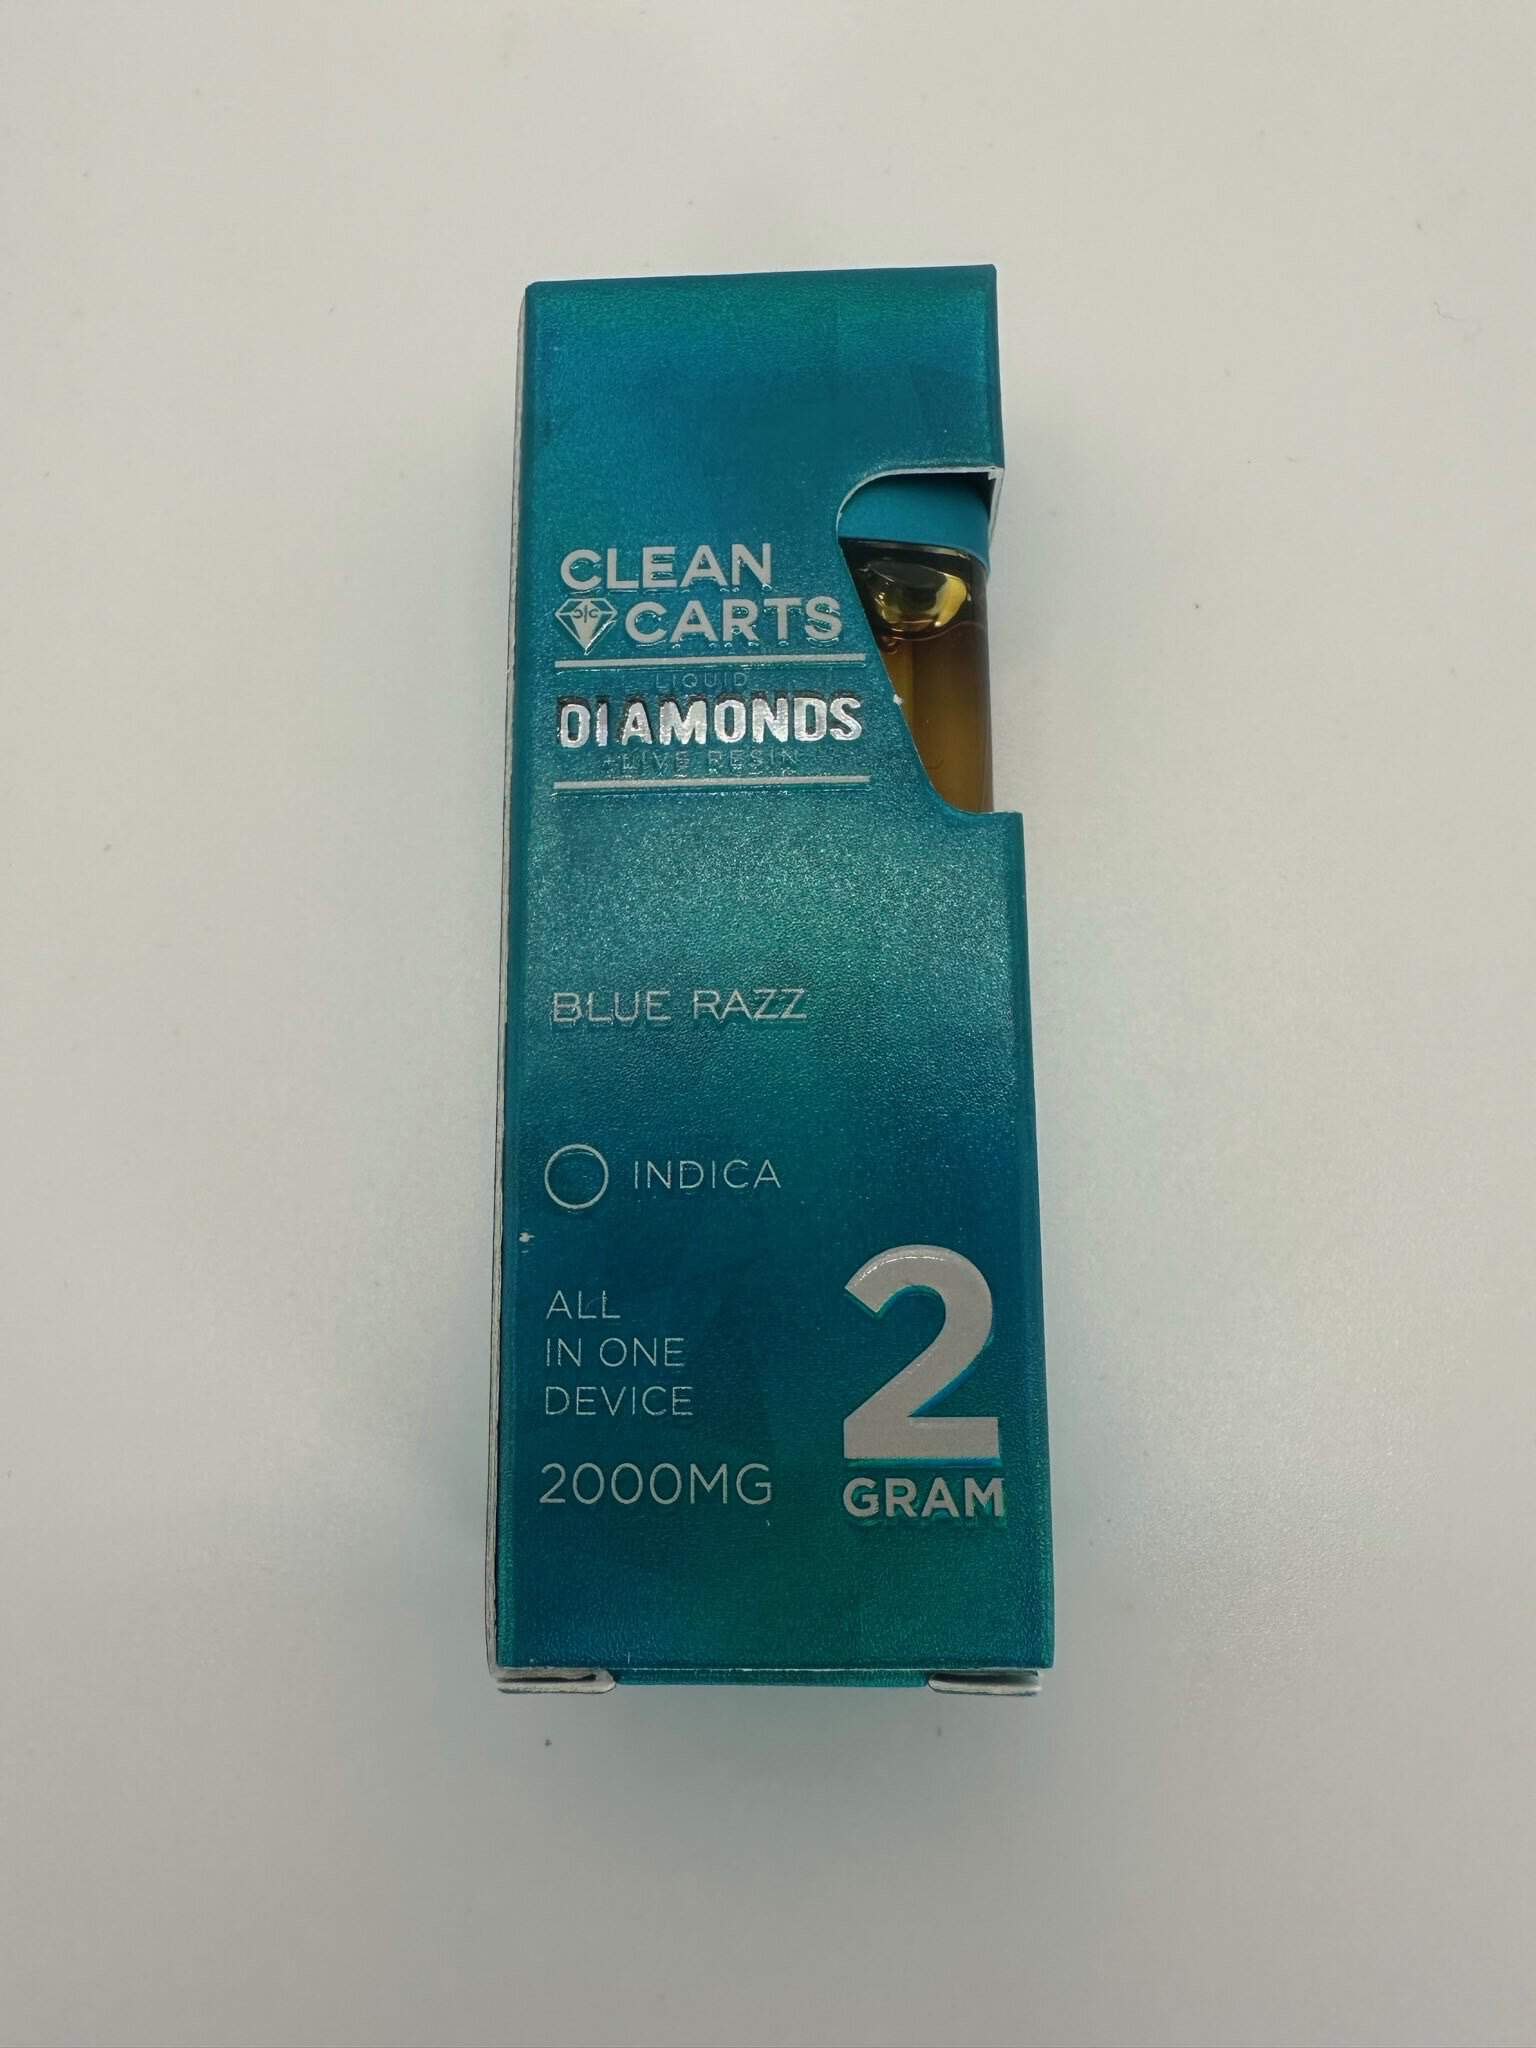 CLEAN
CARTS
LIQUID
DIAMONDS
+LIVE RESIN
BLUE RAZZ
INDICA
ALL
IN ONE
DEVICE
2000MG
2
GRAM